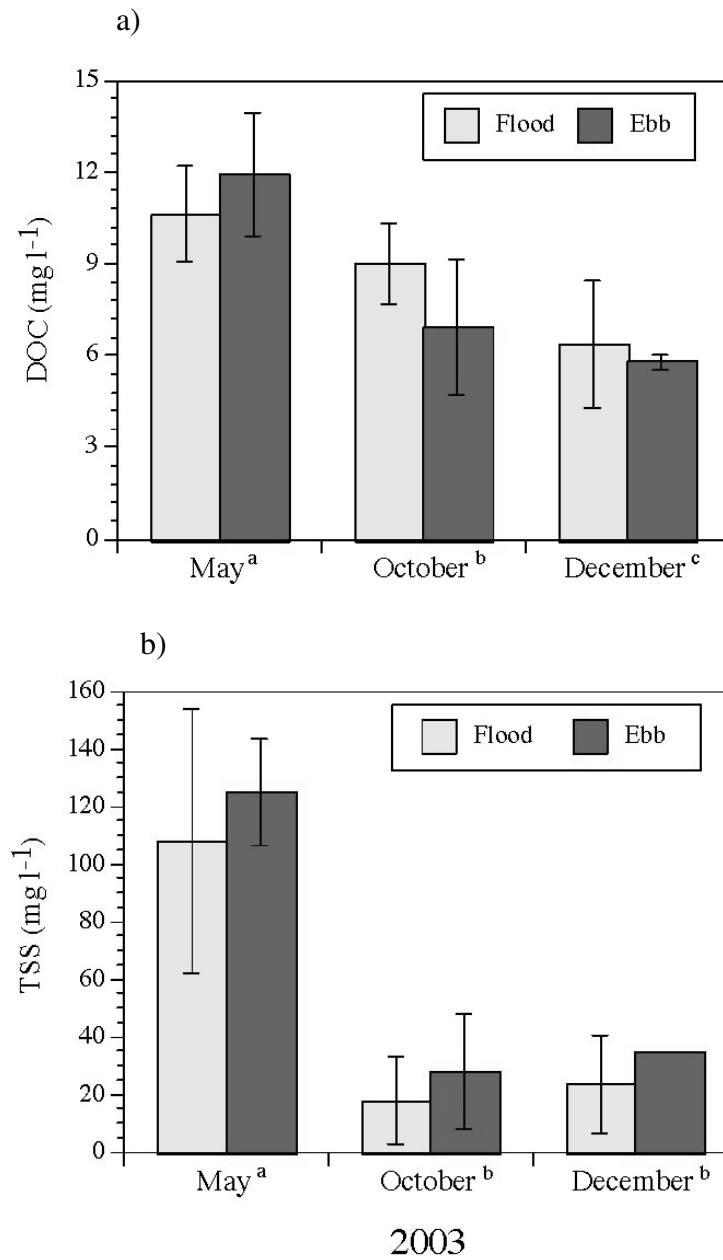 a)
15
12
9
6
3
0
DOC (mg l⁻¹)
Flood Ebb
May ᵃ October ᵇ December ᶜ
b)
160
140
120
100
80
60
40
20
0
TSS (mg l⁻¹)
Flood Ebb
May ᵃ October ᵇ December ᵇ
2003